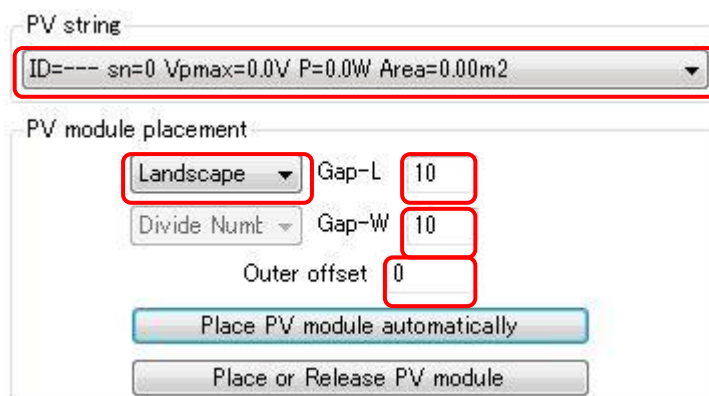 PV string
ID=--- sn=0 Vpmax=0.0V P=0.0W Area=0.00m2
PV module placement
Landscape Gap-L 10
Divide Numt Gap-W 10
Outer offset 0
Place PV module automatically
Place or Release PV module